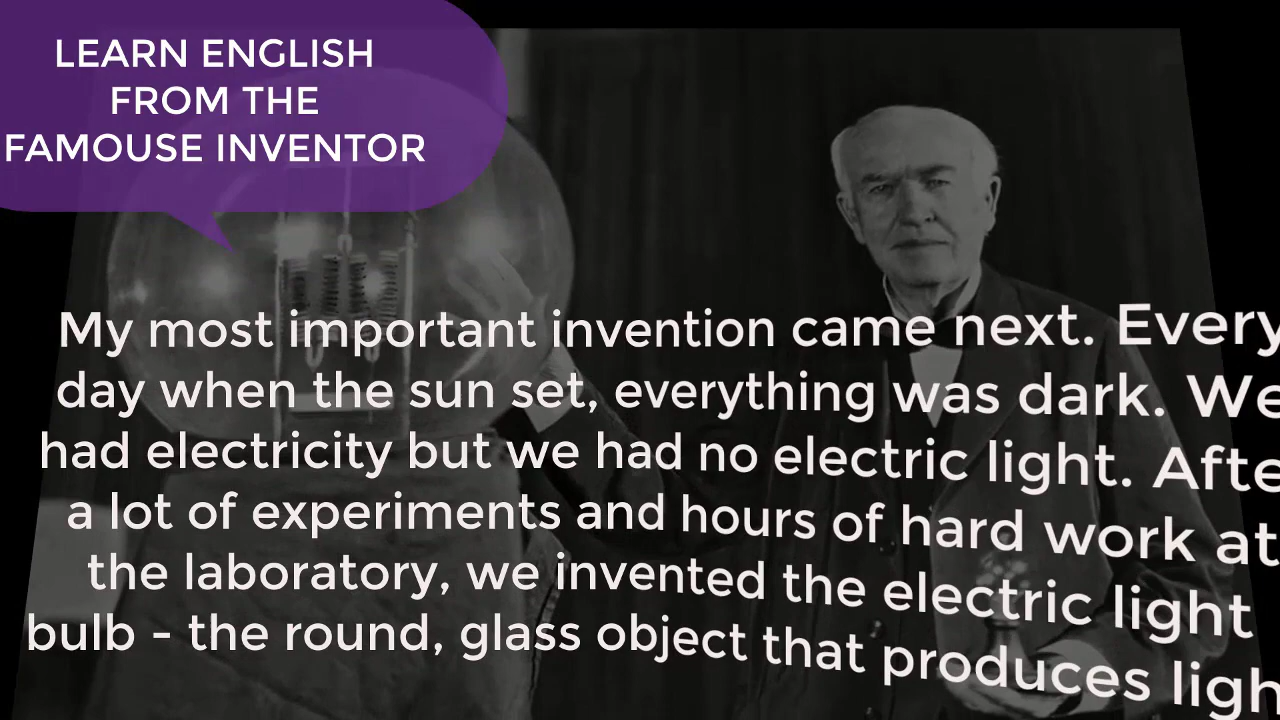 LEARN ENGLISH
FROM THE
FAMOUSE INVENTOR
My most important invention came next. Every
day when the sun set, everything was dark. We
had electricity but we had no electric light. Afte
a lot of experiments and hours of hard work at
the laboratory, we invented the electric light
bulb - the round, glass object that produces ligh